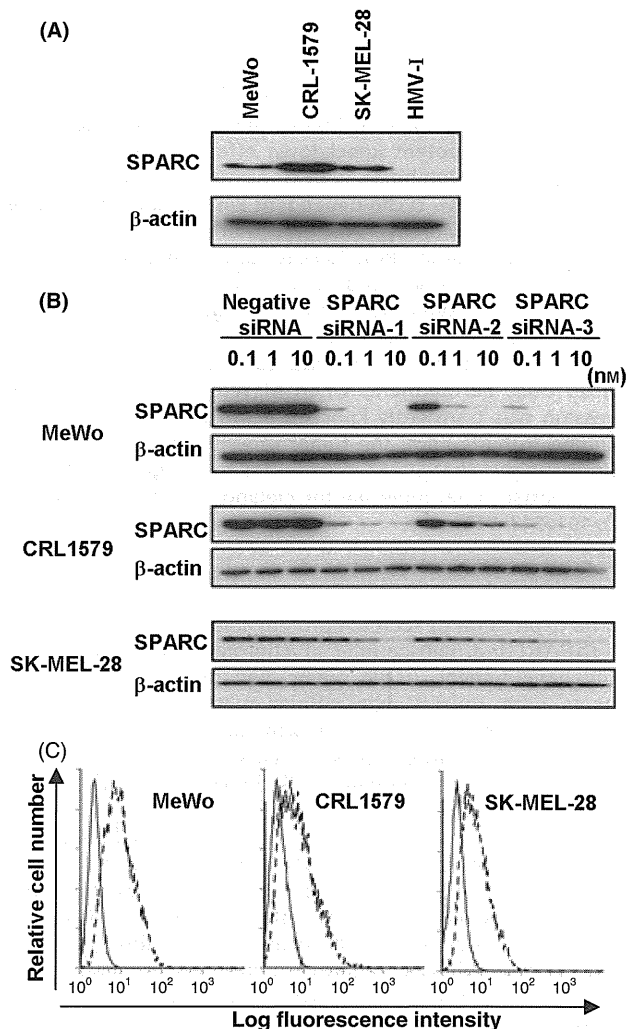 (A)
MeWo
CRL-1579
SK-MEL-28
HMV-I
SPARC
β-actin
(B)
Negative siRNA
SPARC siRNA-1
SPARC siRNA-2
SPARC siRNA-3
0.1 1 10 0.1 1 10 0.1 1 10 0.1 1 10
(nM)
MeWo
SPARC
β-actin
CRL1579
SPARC
β-actin
SK-MEL-28
SPARC
β-actin
(C)
Relative cell number
MeWo
CRL1579
SK-MEL-28
10⁰ 10¹ 10² 10³
10⁰ 10¹ 10² 10³
10⁰ 10¹ 10² 10³
Log fluorescence intensity